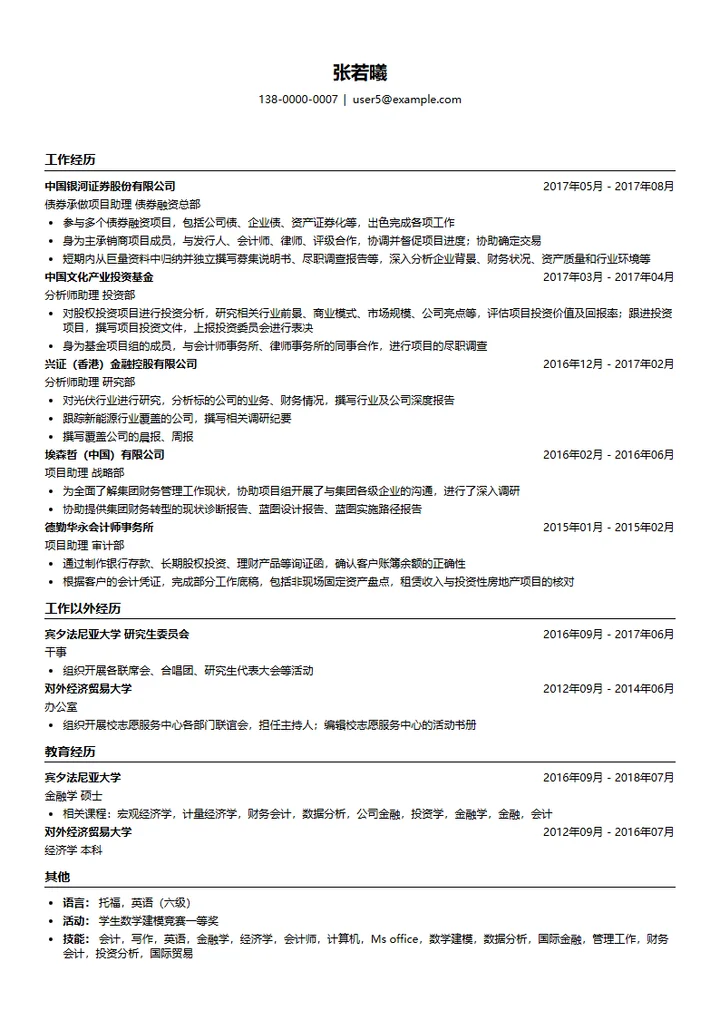 张若曦
138-0000-0007 | user5@example.com
工作经历
中国银河证券股份有限公司 2017年05月 - 2017年08月
债券承做项目助理 债券融资总部
• 参与多个债券融资项目，包括公司债、企业债、资产证券化等，出色完成各项工作
• 身为主承销商项目成员，与发行人、会计师、律师、评级合作，协调并督促项目进度；协助确定交易
• 短期内从巨量资料中归纳并独立撰写募集说明书、尽职调查报告等，深入分析企业背景、财务状况、资产质量和行业环境等
中国文化产业投资基金 2017年03月 - 2017年04月
分析师助理 投资部
• 对股权投资项目进行投资分析，研究相关行业前景、商业模式、市场规模、公司亮点等，评估项目投资价值及回报率；跟进投资
项目，撰写项目投资文件，上报投资委员会进行表决
• 身为基金项目组的成员，与会计师事务所、律师事务所的同事合作，进行项目的尽职调查
兴证（香港）金融控股有限公司 2016年12月 - 2017年02月
分析师助理 研究部
• 对光伏行业进行研究，分析标的公司的业务、财务情况，撰写行业及公司深度报告
• 跟踪新能源行业覆盖的公司，撰写相关调研纪要
• 撰写覆盖公司的晨报、周报
埃森哲（中国）有限公司 2016年02月 - 2016年06月
项目助理 战略部
• 为全面了解集团财务管理工作现状，协助项目组开展了与集团各级企业的沟通，进行了深入调研
• 协助提供集团财务转型的现状诊断报告、蓝图设计报告、蓝图实施路径报告
德勤华永会计师事务所 2015年01月 - 2015年02月
项目助理 审计部
• 通过制作银行存款、长期股权投资、理财产品等询证函，确认客户账簿余额的正确性
• 根据客户的会计凭证，完成部分工作底稿，包括非现场固定资产盘点，租赁收入与投资性房地产项目的核对
工作以外经历
宾夕法尼亚大学 研究生委员会 2016年09月 - 2017年06月
干事
• 组织开展各联席会、合唱团、研究生代表大会等活动
对外经济贸易大学 2012年09月 - 2014年06月
办公室
• 组织开展校志愿服务中心各部门联谊会，担任主持人；编辑校志愿服务中心的活动书册
教育经历
宾夕法尼亚大学 2016年09月 - 2018年07月
金融学 硕士
• 相关课程：宏观经济学，计量经济学，财务会计，数据分析，公司金融，投资学，金融学，金融，会计
对外经济贸易大学 2012年09月 - 2016年07月
经济学 本科
其他
• 语言： 托福，英语（六级）
• 活动： 学生数学建模竞赛一等奖
• 技能： 会计，写作，英语，金融学，经济学，会计师，计算机，Ms office，数学建模，数据分析，国际金融，管理工作，财务
会计，投资分析，国际贸易